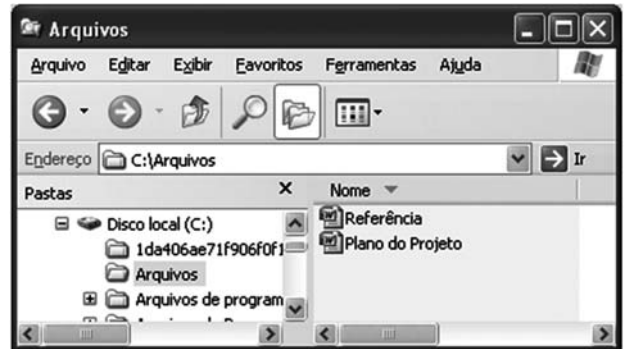 Arquivos
Arquivo Editar Exibir Favoritos Ferramentas Ajuda
Endereço C:\Arquivos Ir
Pastas Nome
Disco local (C:)
1da406ae71f906f0f1
Arquivos
Arquivos de program
Referência
Plano do Projeto